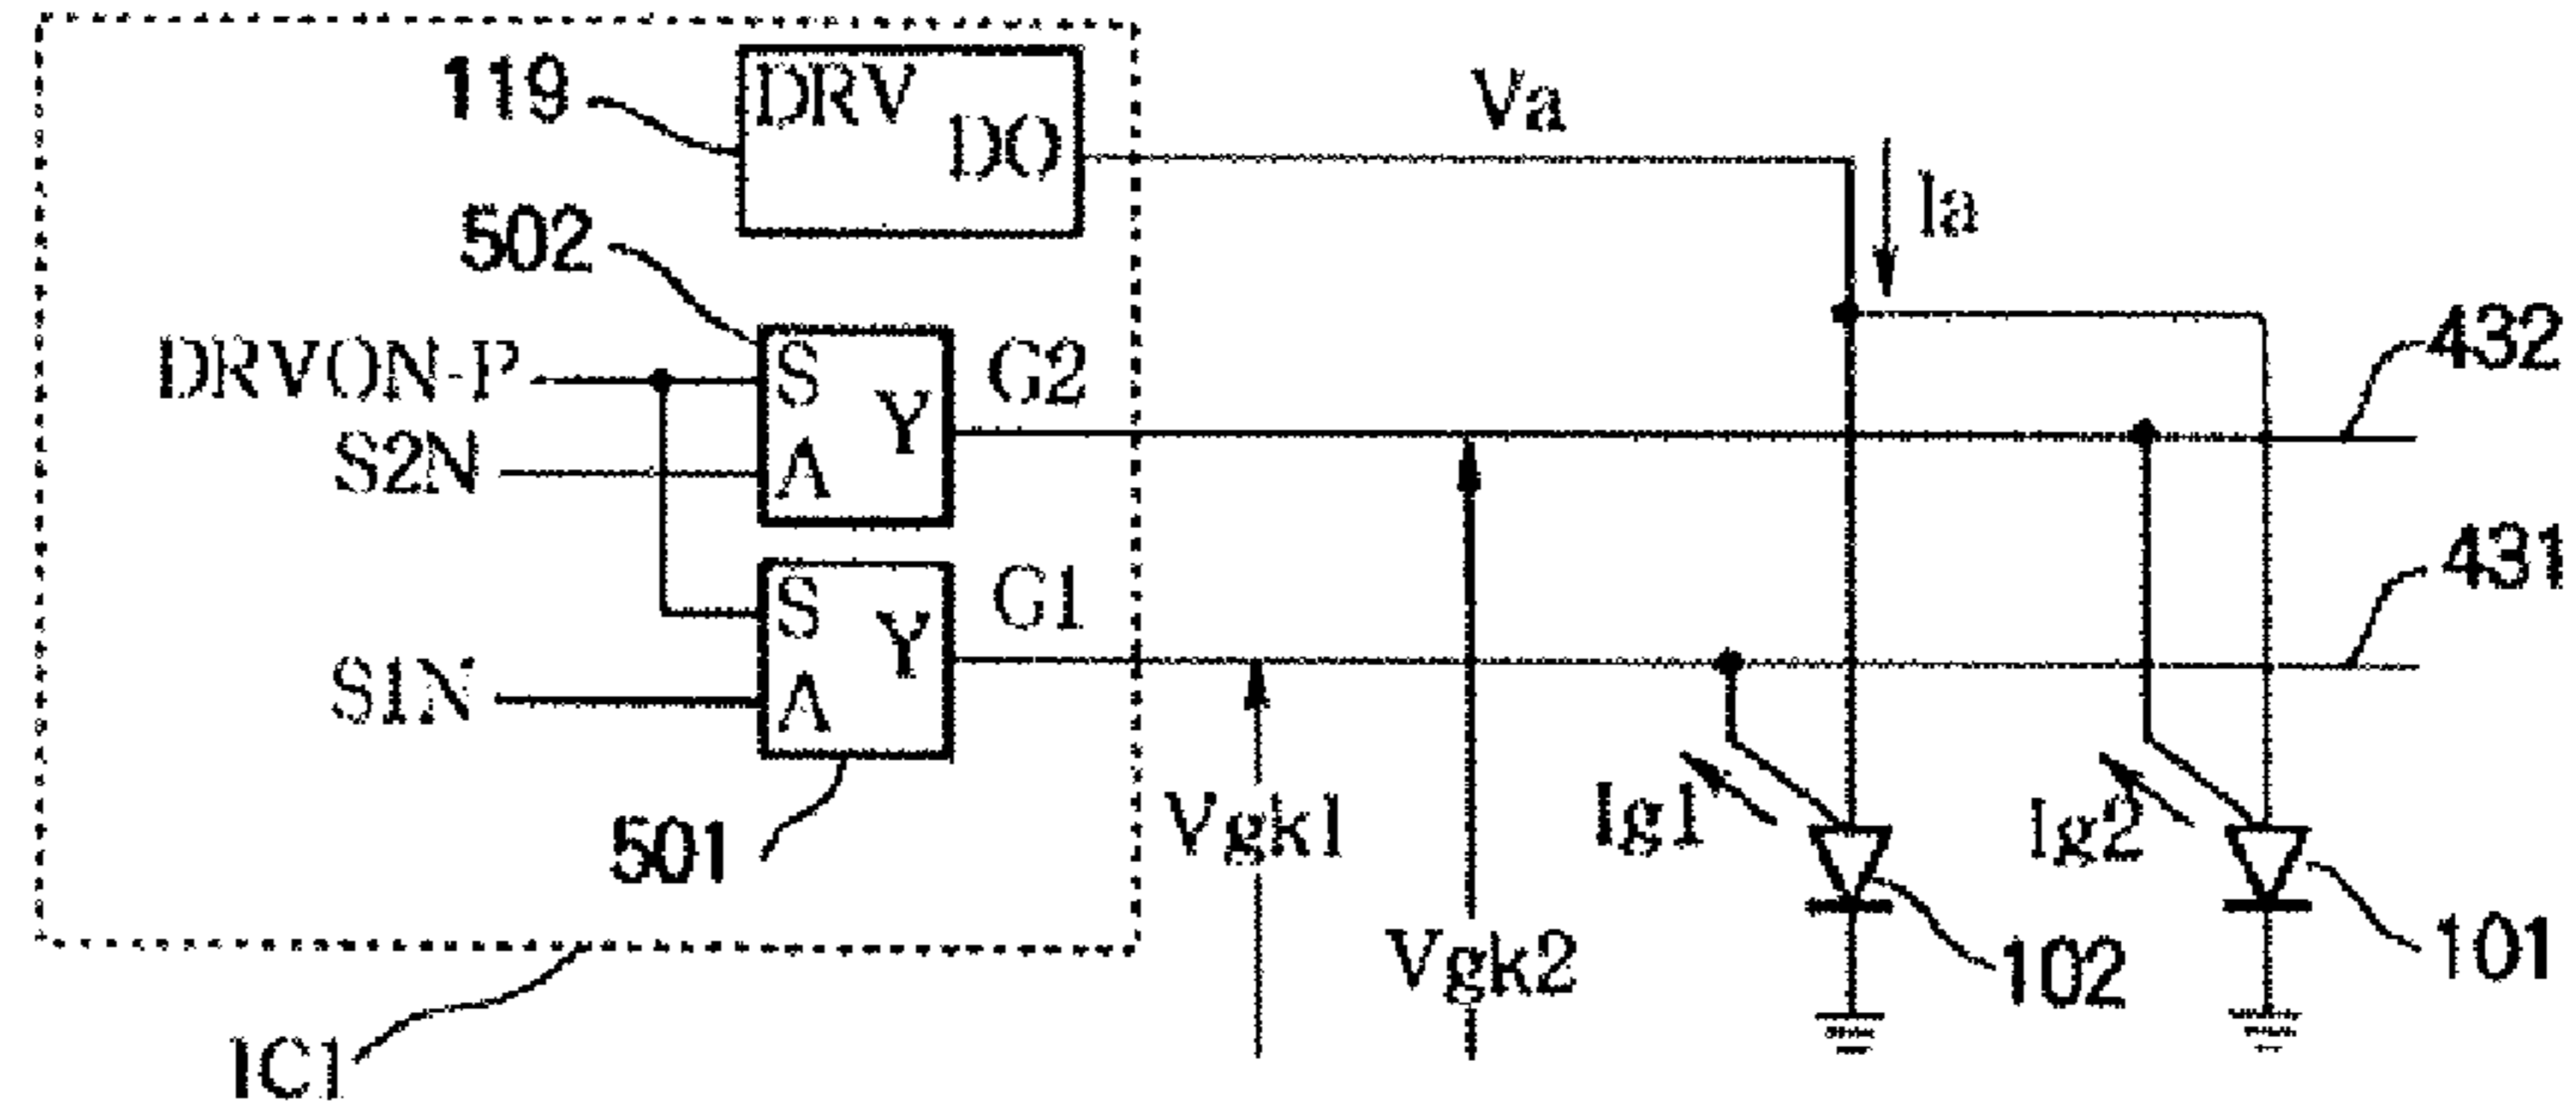 119
DRV
DO
Va
Ia
502
DRVON-P
S2N
S
A
Y
G2
432
S1N
S
A
Y
G1
431
501
Vgk1
Vgk2
Ig1
Ig2
102
101
IC1